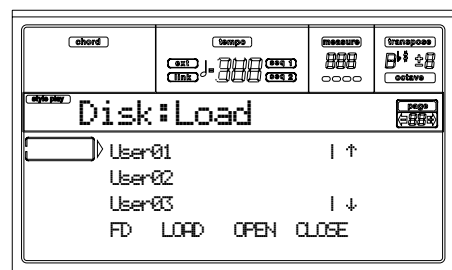 chord tempo measure transpose
ext seq 1
link seq 2
octave
style play Disk:Load page
User01 | ↑
User02
User03 | ↓
FD LOAD OPEN CLOSE